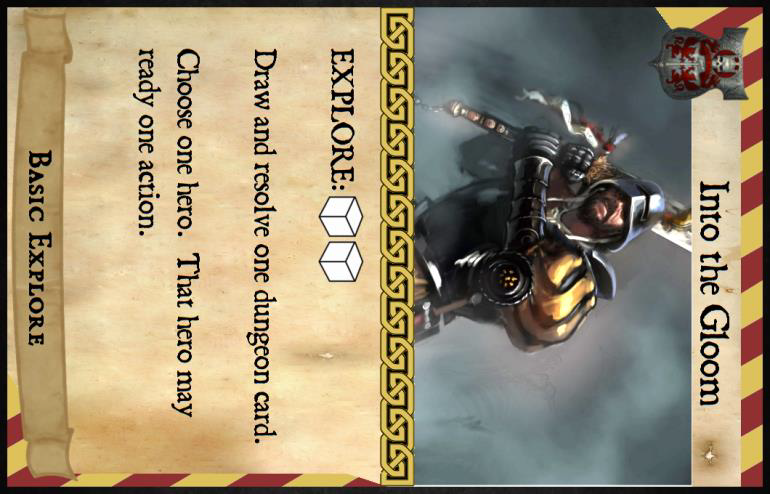 Into the Gloom
EXPLORE:
Draw and resolve one dungeon card.
Choose one hero. That hero may
ready one action.
BASIC EXPLORE